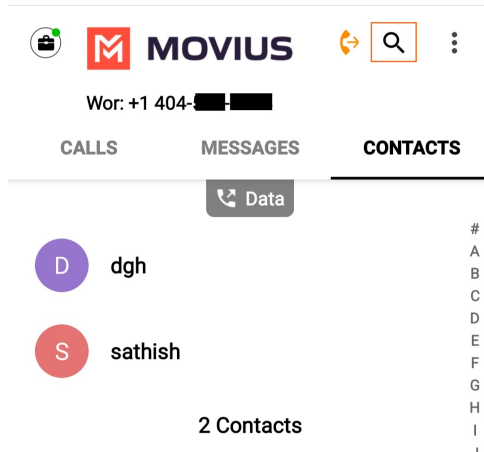 MOVIUS
Wor: +1 404-
CALLS MESSAGES CONTACTS
Data
#
A
D dgh
B
C
D
E
S sathish
F
G
H
2 Contacts
I